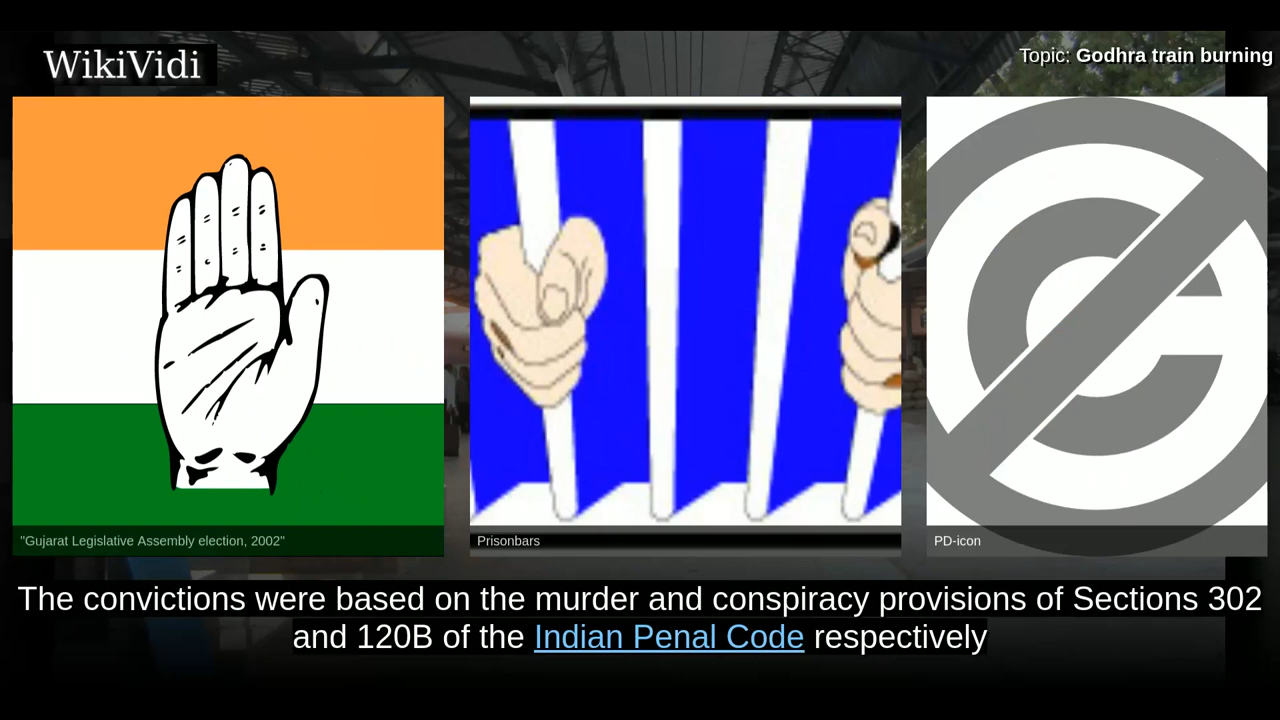 WikiVidi
Topic: Godhra train burning
"Gujarat Legislative Assembly election, 2002"
Prisonbars
PD-icon
The convictions were based on the murder and conspiracy provisions of Sections 302
and 120B of the Indian Penal Code respectively